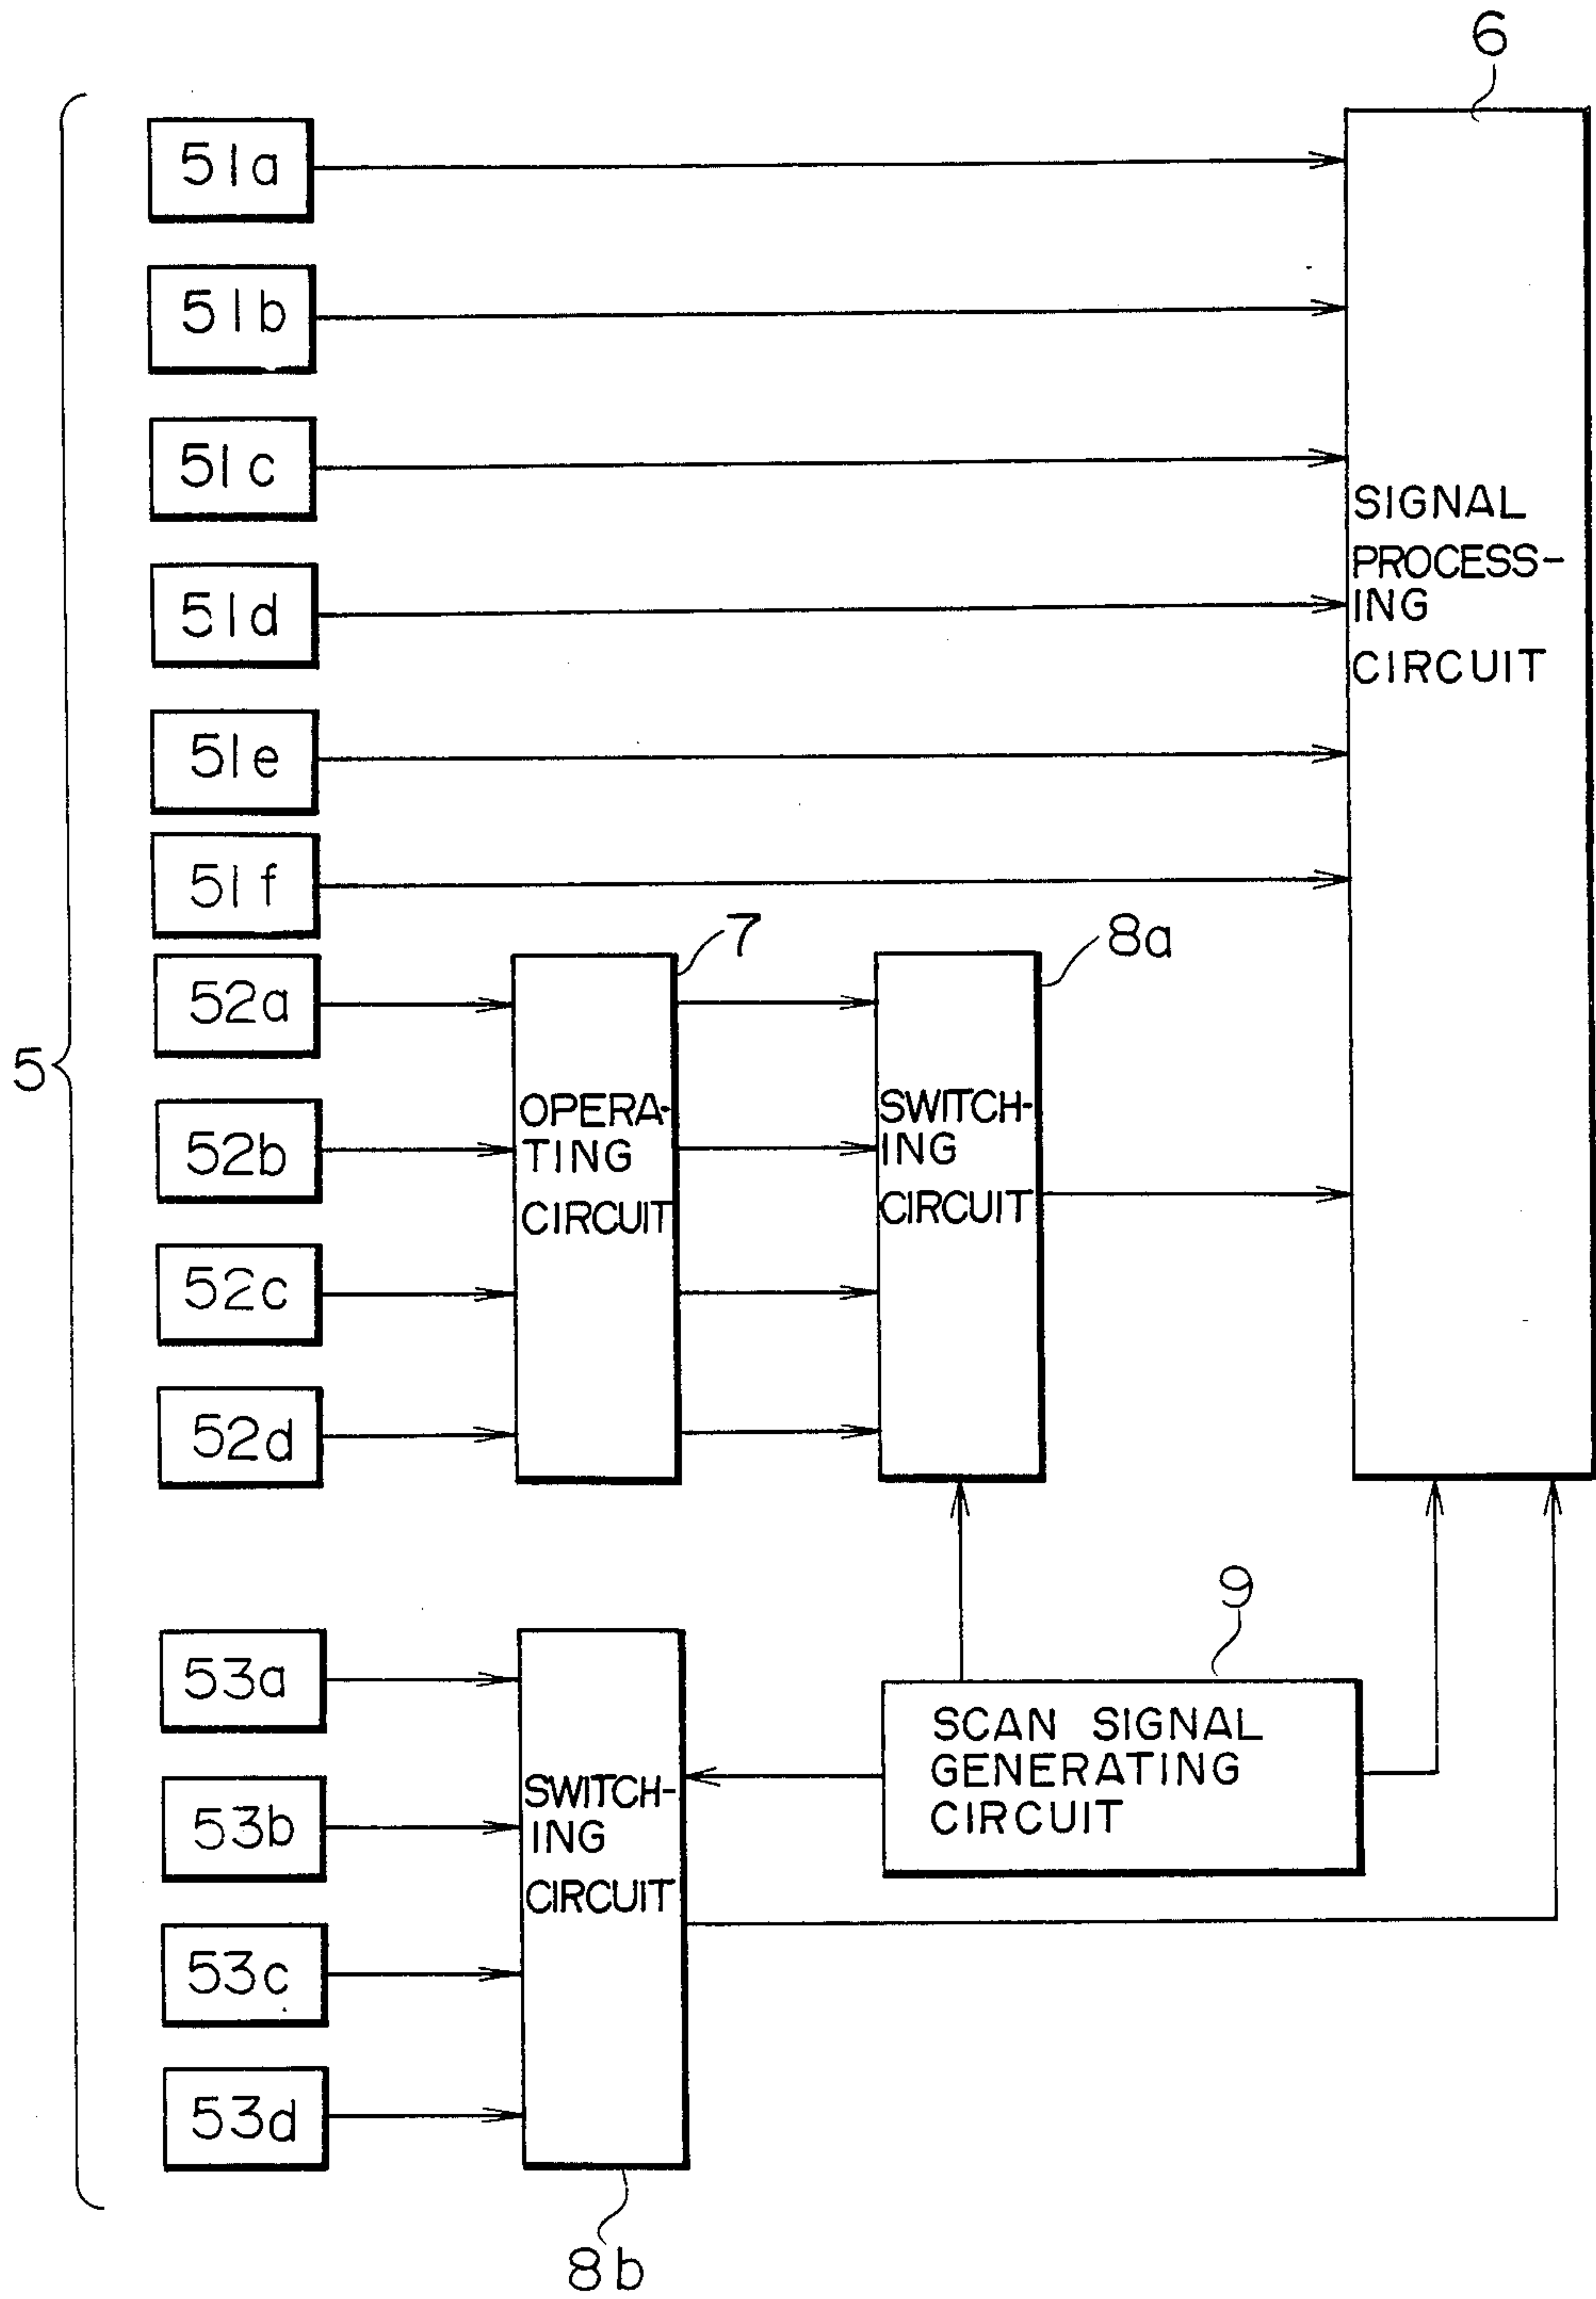 6
51a
51b
51c
SIGNAL
PROCESS-
ING
CIRCUIT
51d
51e
51f
7
8a
52a
5
OPERA-
TING
CIRCUIT
SWITCH-
ING
CIRCUIT
52b
52c
52d
9
53a
SCAN SIGNAL
GENERATING
CIRCUIT
SWITCH-
ING
CIRCUIT
53b
53c
53d
8b